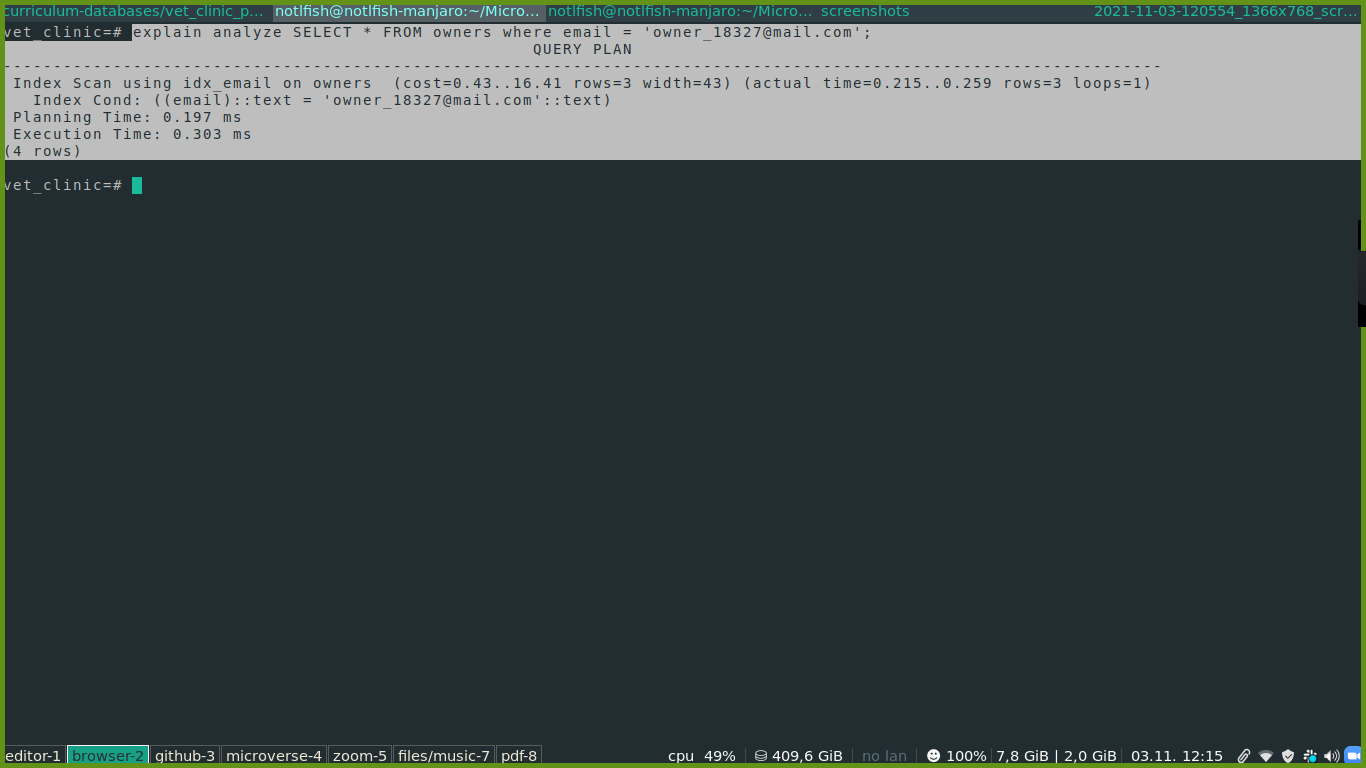 curriculum-databases/vet_clinic_p... notlfish@notlfish-manjaro:~/Micro... notlfish@notlfish-manjaro:~/Micro... screenshots 2021-11-03-120554_1366x768_scr...
vet_clinic=# explain analyze SELECT * FROM owners where email = 'owner_18327@mail.com';
QUERY PLAN
--------------------------------------------------------------------------------------------------------------------
Index Scan using idx_email on owners  (cost=0.43..16.41 rows=3 width=43) (actual time=0.215..0.259 rows=3 loops=1)
Index Cond: ((email)::text = 'owner_18327@mail.com'::text)
Planning Time: 0.197 ms
Execution Time: 0.303 ms
(4 rows)
vet_clinic=#
editor-1 browser-2 github-3 microverse-4 zoom-5 files/music-7 pdf-8 cpu 49% 409,6 GiB no lan 100% 7,8 GiB | 2,0 GiB 03.11. 12:15